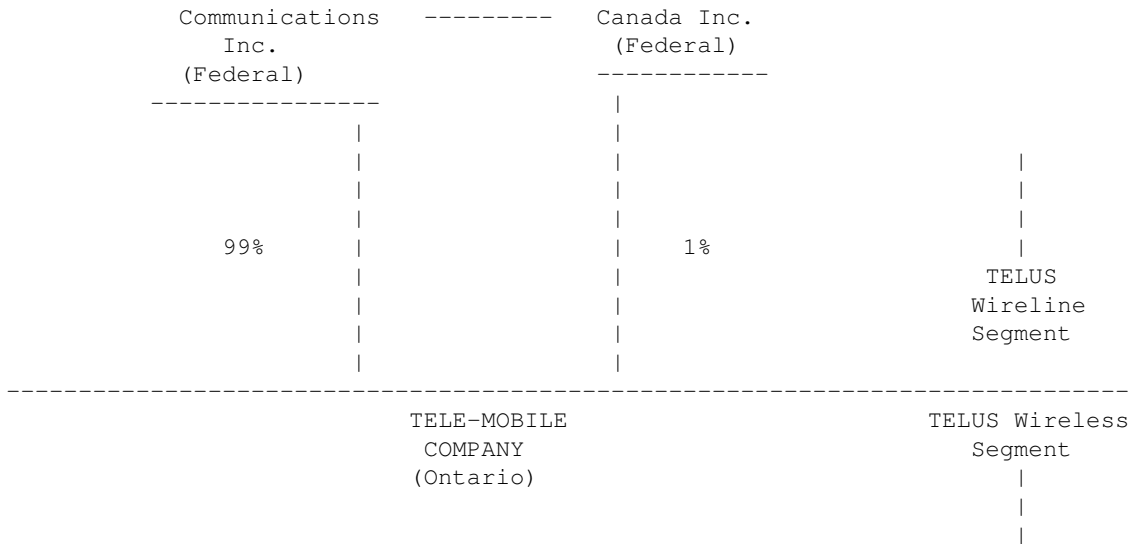 Communications --------- Canada Inc.
Inc. (Federal)
(Federal) ------------
----------------
99% 1%
TELUS
Wireline
Segment
------------------------------------------------------------------------------
TELE-MOBILE TELUS Wireless
COMPANY Segment
(Ontario)